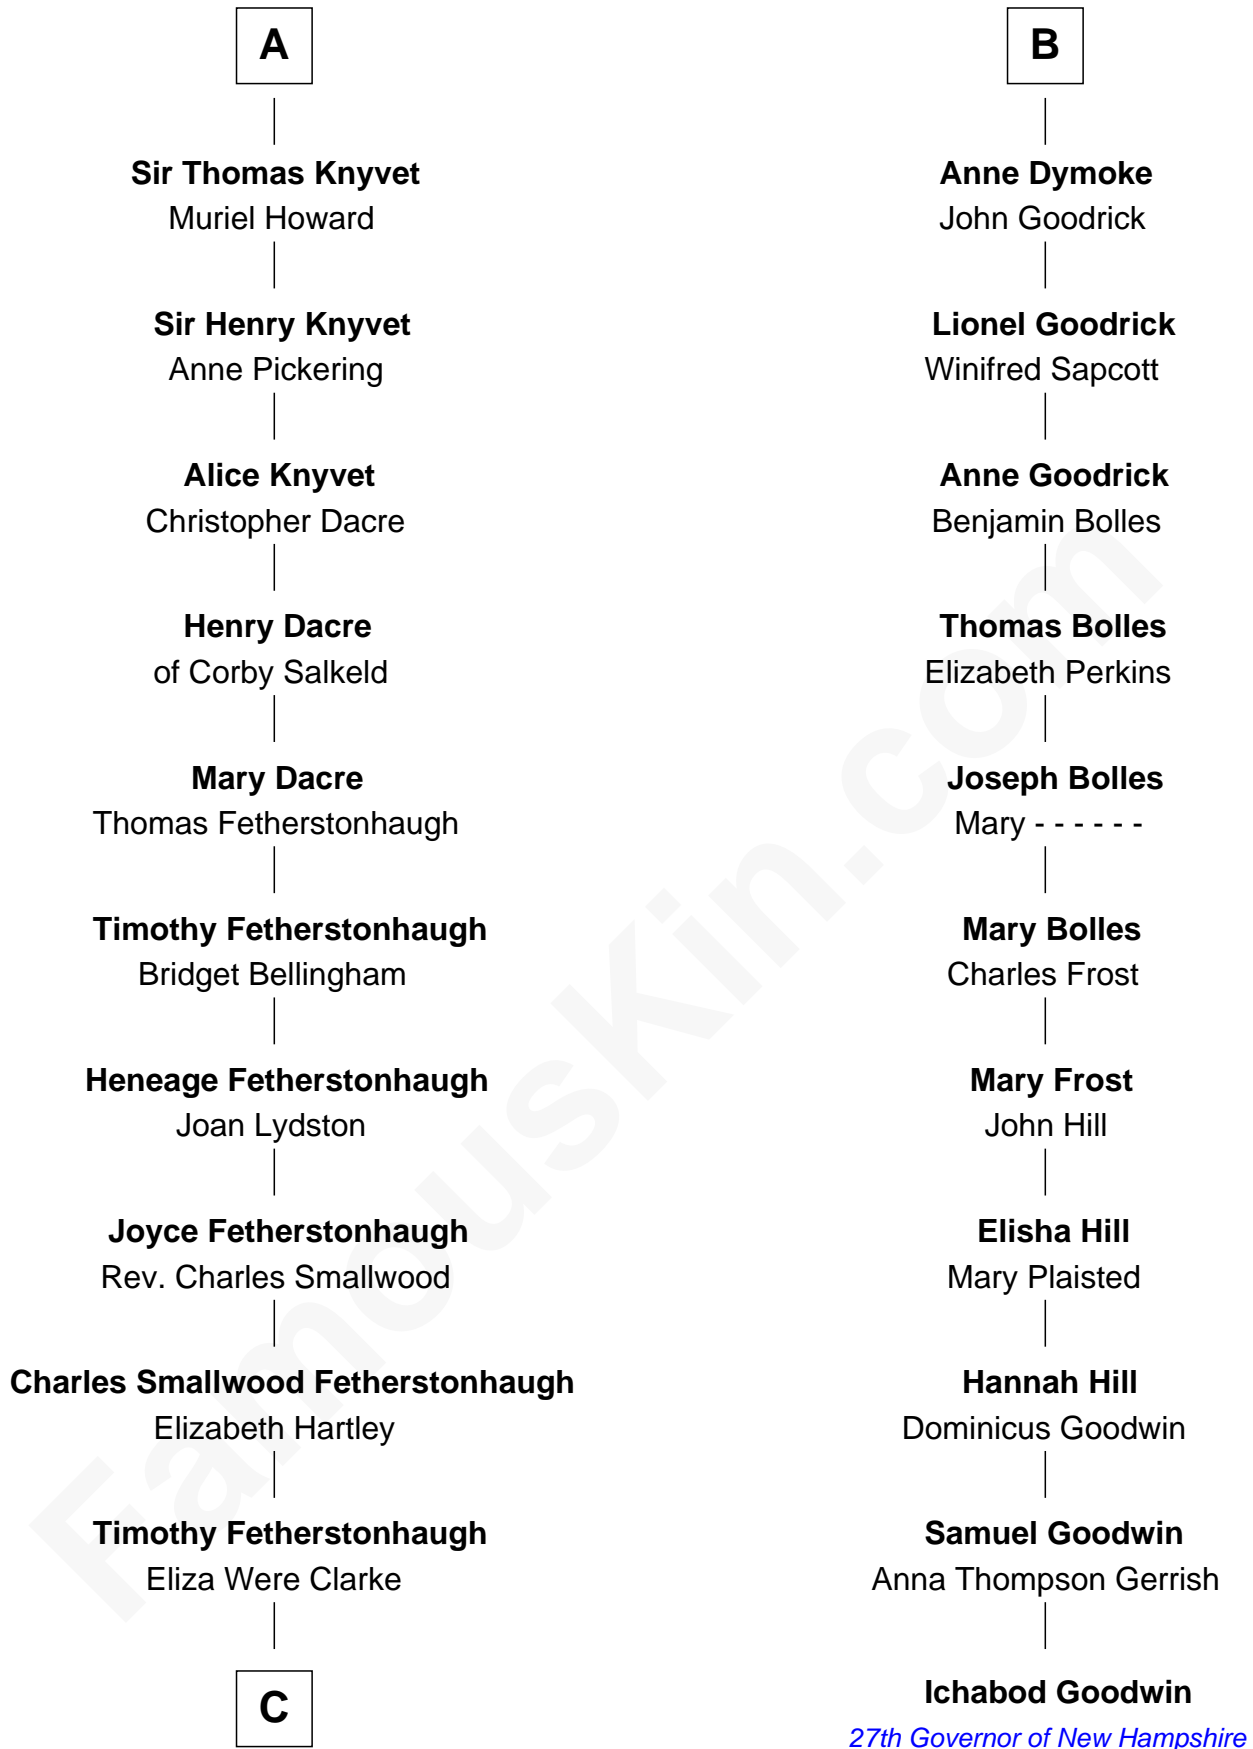 A
Sir Thomas Knyvet
Muriel Howard
Sir Henry Knyvet
Anne Pickering
Alice Knyvet
Christopher Dacre
Henry Dacre
of Corby Salkeld
Mary Dacre
Thomas Fetherstonhaugh
Timothy Fetherstonhaugh
Bridget Bellingham
Heneage Fetherstonhaugh
Joan Lydston
Joyce Fetherstonhaugh
Rev. Charles Smallwood
Charles Smallwood Fetherstonhaugh
Elizabeth Hartley
Timothy Fetherstonhaugh
Eliza Were Clarke
C
B
Anne Dymoke
John Goodrick
Lionel Goodrick
Winifred Sapcott
Anne Goodrick
Benjamin Bolles
Thomas Bolles
Elizabeth Perkins
Joseph Bolles
Mary - - - - - -
Mary Bolles
Charles Frost
Mary Frost
John Hill
Elisha Hill
Mary Plaisted
Hannah Hill
Dominicus Goodwin
Samuel Goodwin
Anna Thompson Gerrish
Ichabod Goodwin
27th Governor of New Hampshire
FamousKin.com